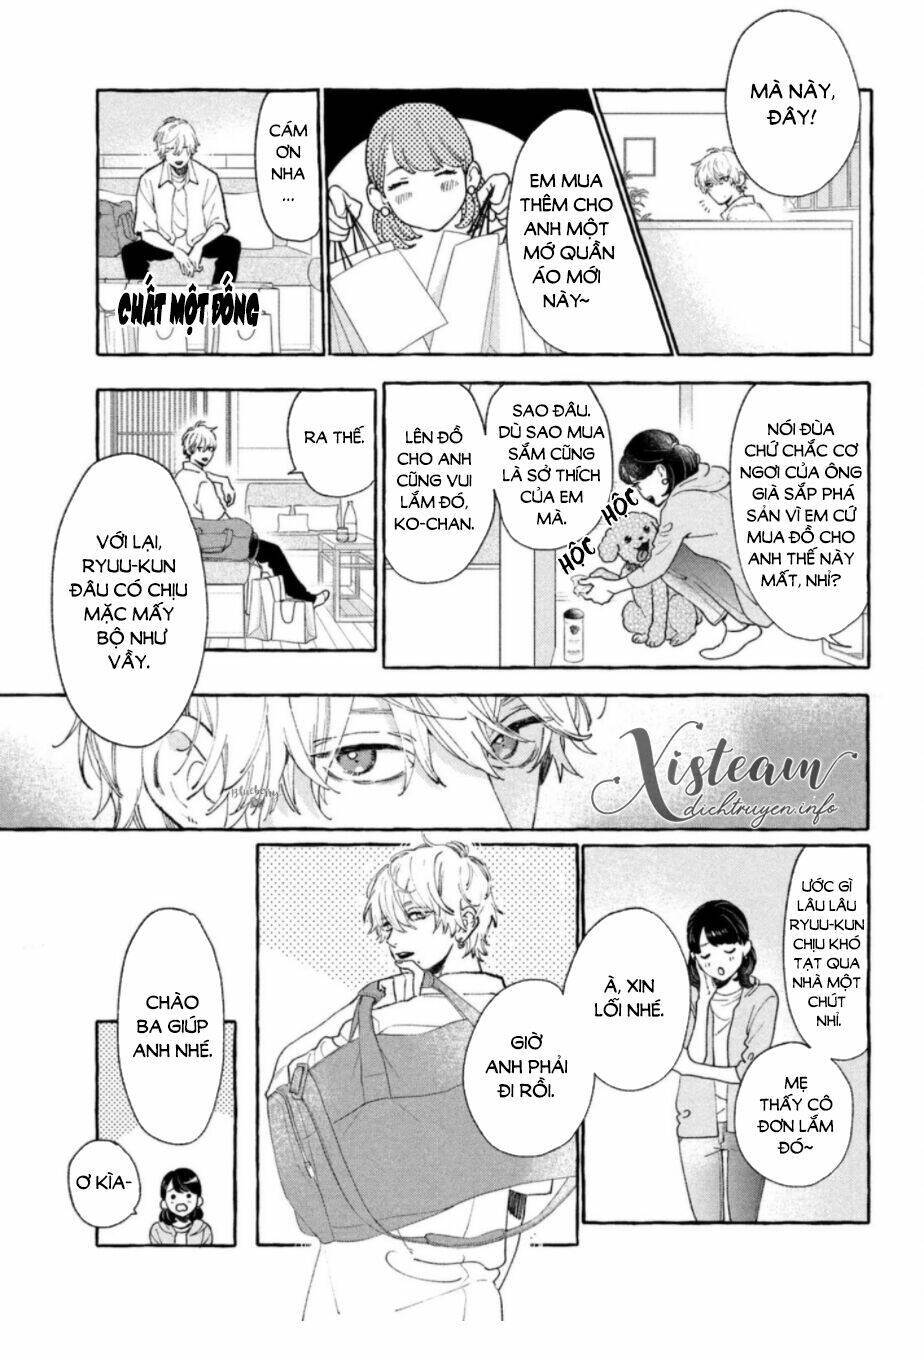 MÀ NÀY,
ĐÂY!
EM MUA
THÊM CHO
ANH MỘT
MỚ QUẦN
ÁO MỚI
NÀY~
CÁM
ƠN
NHA
...
CHẤT MỘT ĐỐNG
NÓI ĐÙA
CHỨ CHẮC CƠ
NGƠI CỦA ÔNG
GIÀ SẮP PHÁ
SẢN VÌ EM CỨ
MUA ĐỒ CHO
ANH THẾ NÀY
MẤT, NHỈ?
HỘC HỘC
SAO ĐÂU.
DÙ SAO MUA
SẮM CŨNG
LÀ SỞ THÍCH
CỦA EM
MÀ.
LÊN ĐỒ
CHO ANH
CŨNG VUI
LẮM ĐÓ,
KO-CHAN.
RA THẾ.
VỚI LẠI,
RYUU-KUN
ĐÂU CÓ CHỊU
MẶC MẤY
BỘ NHƯ
VẦY.
Xisteam
dichtruyen.info
Blueberry
ƯỚC GÌ
LÂU LÂU
RYUU-KUN
CHỊU KHÓ
TẠT QUA
NHÀ MỘT
CHÚT
NHỈ.
MẸ
THẤY CÔ
ĐƠN LẮM
ĐÓ~
À, XIN
LỖI NHÉ.
GIỜ
ANH PHẢI
ĐI RỒI.
CHÀO
BA GIÚP
ANH NHÉ.
Ơ KÌA-